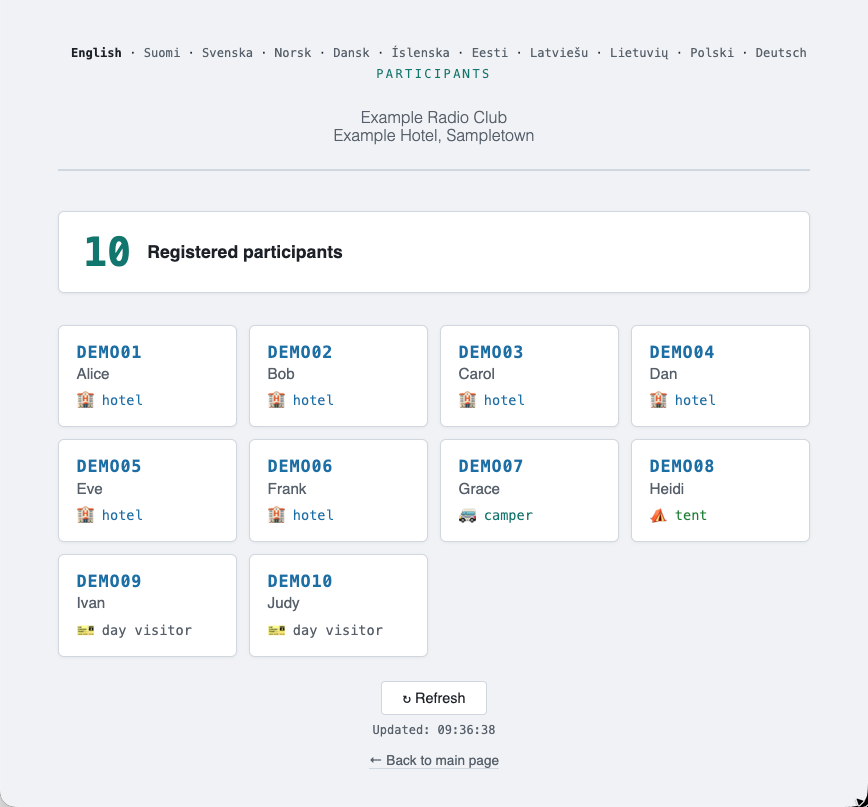 English · Suomi · Svenska · Norsk · Dansk · Íslenska · Eesti · Latviešu · Lietuvių · Polski · Deutsch
PARTICIPANTS
Example Radio Club
Example Hotel, Sampletown
10 Registered participants
DEMO01
Alice
hotel
DEMO02
Bob
hotel
DEMO03
Carol
hotel
DEMO04
Dan
hotel
DEMO05
Eve
hotel
DEMO06
Frank
hotel
DEMO07
Grace
camper
DEMO08
Heidi
tent
DEMO09
Ivan
day visitor
DEMO10
Judy
day visitor
↻ Refresh
Updated: 09:36:38
← Back to main page